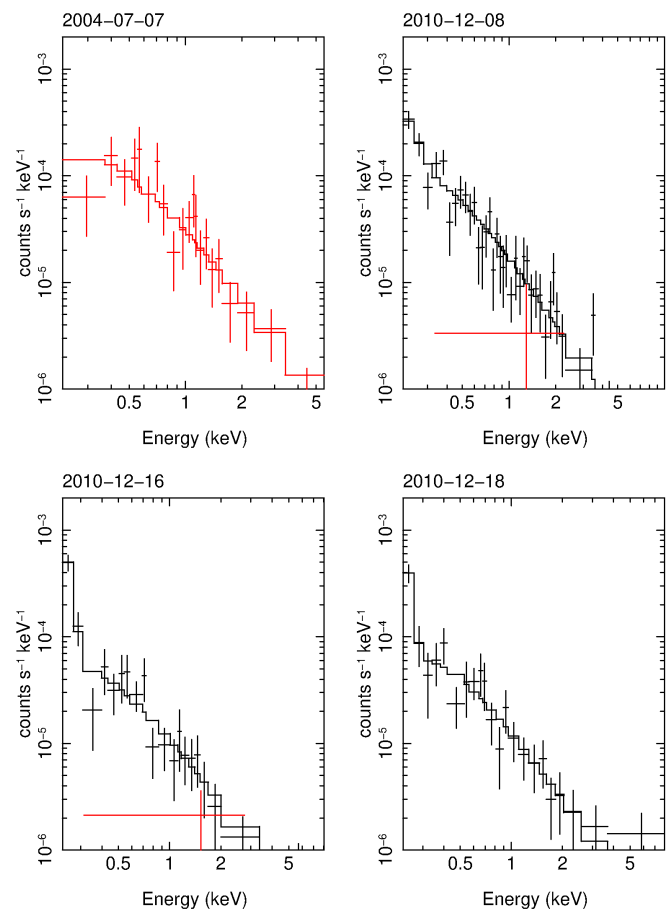 2004−07−07
counts s⁻¹ keV⁻¹
10⁻³
10⁻⁴
10⁻⁵
10⁻⁶
0.5 1 2 5
Energy (keV)
2010−12−08
counts s⁻¹ keV⁻¹
10⁻³
10⁻⁴
10⁻⁵
10⁻⁶
0.5 1 2 5
Energy (keV)
2010−12−16
counts s⁻¹ keV⁻¹
10⁻³
10⁻⁴
10⁻⁵
10⁻⁶
0.5 1 2 5
Energy (keV)
2010−12−18
counts s⁻¹ keV⁻¹
10⁻³
10⁻⁴
10⁻⁵
10⁻⁶
0.5 1 2 5
Energy (keV)